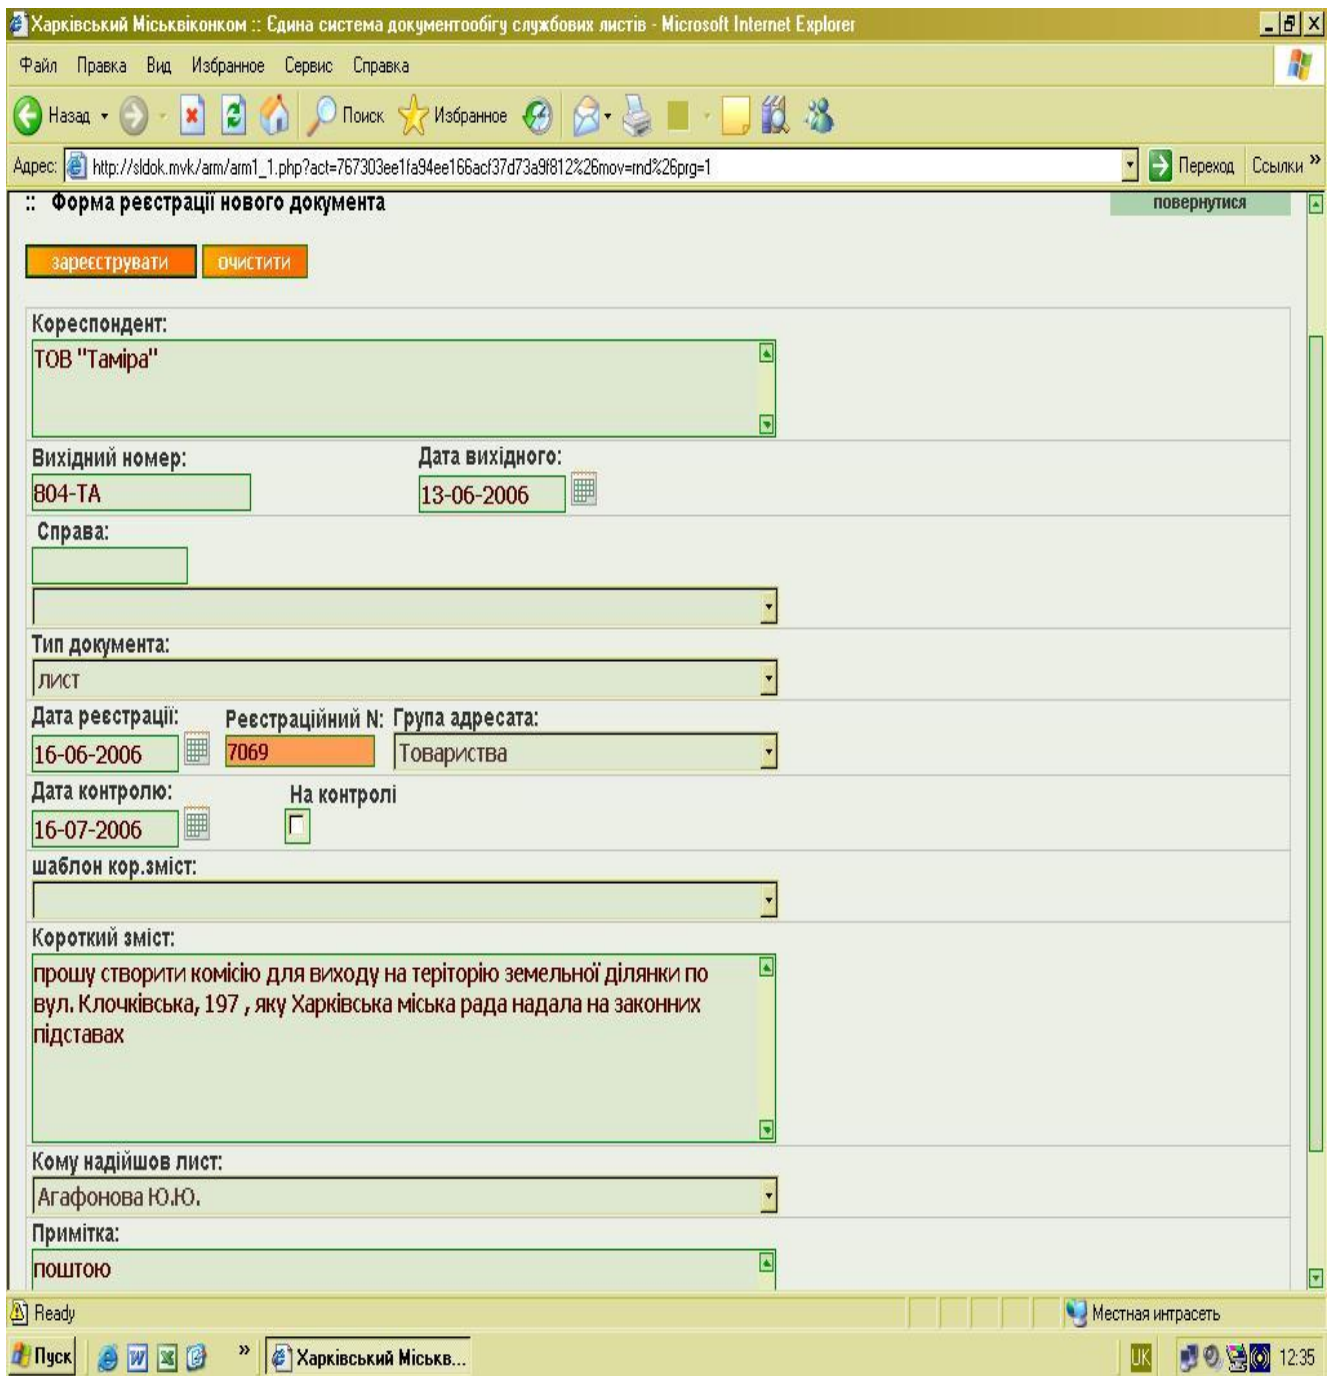 Харківський Міськвіконком :: Єдина система документообігу службових листів - Microsoft Internet Explorer
Файл Правка Вид Избранное Сервис Справка
Назад Поиск Избранное
Адрес: http://sldok.mvk/arm/arm1_1.php?act=767303ee1fa94ee166acf37d73a9f812%26mov=rnd%26prg=1 Переход Ссылки »
:: Форма реєстрації нового документа повернутися
зареєструвати очистити
Кореспондент:
ТОВ "Таміра"
Вихідний номер: Дата вихідного:
804-ТА 13-06-2006
Справа:
Тип документа:
лист
Дата реєстрації: Реєстраційний N: Група адресата:
16-06-2006 7069 Товариства
Дата контролю: На контролі
16-07-2006
шаблон кор.зміст:
Короткий зміст:
прошу створити комісію для виходу на теріторію земельної ділянки по
вул. Клочківська, 197 , яку Харківська міська рада надала на законних
підставах
Кому надійшов лист:
Агафонова Ю.Ю.
Примітка:
поштою
Ready Местная интрасеть
Пуск » Харківський Міськв... UK 12:35